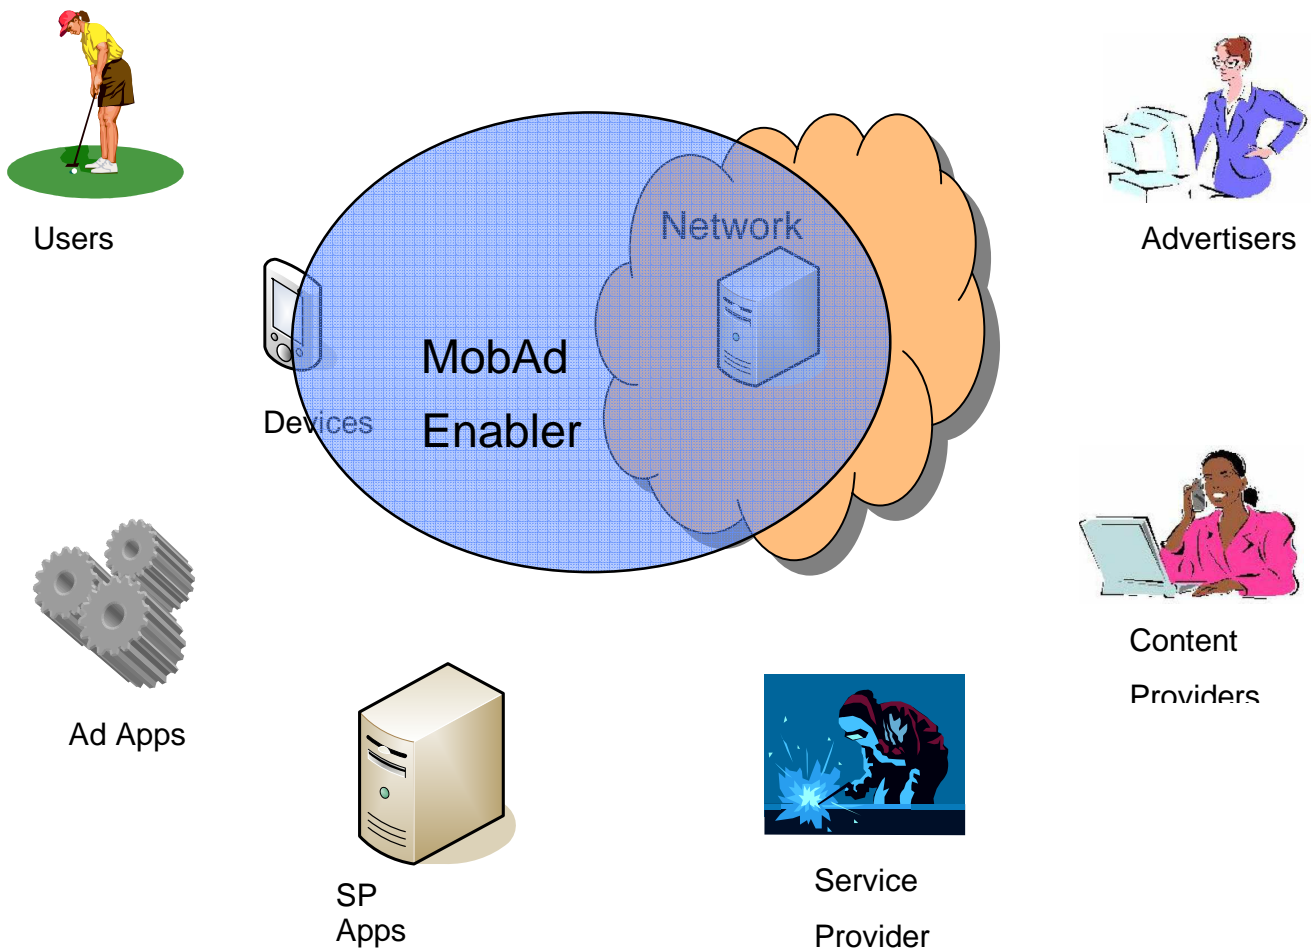 Users
Advertisers
Network
MobAd
Enabler
Devices
Content
Providers
Ad Apps
SP
Apps
Service
Provider